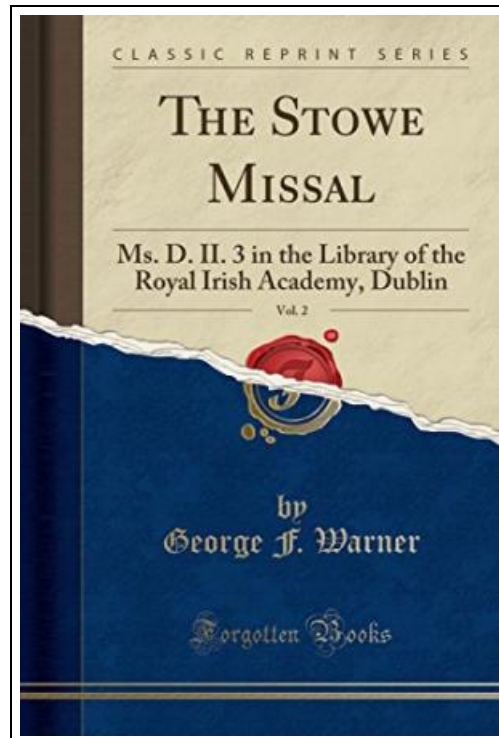 CLASSIC REPRINT SERIES
THE STOWE
MISSAL
Ms. D. II. 3 in the Library of the
Royal Irish Academy, Dublin
Vol. 2
by
George F. Warner
Forgotten Books